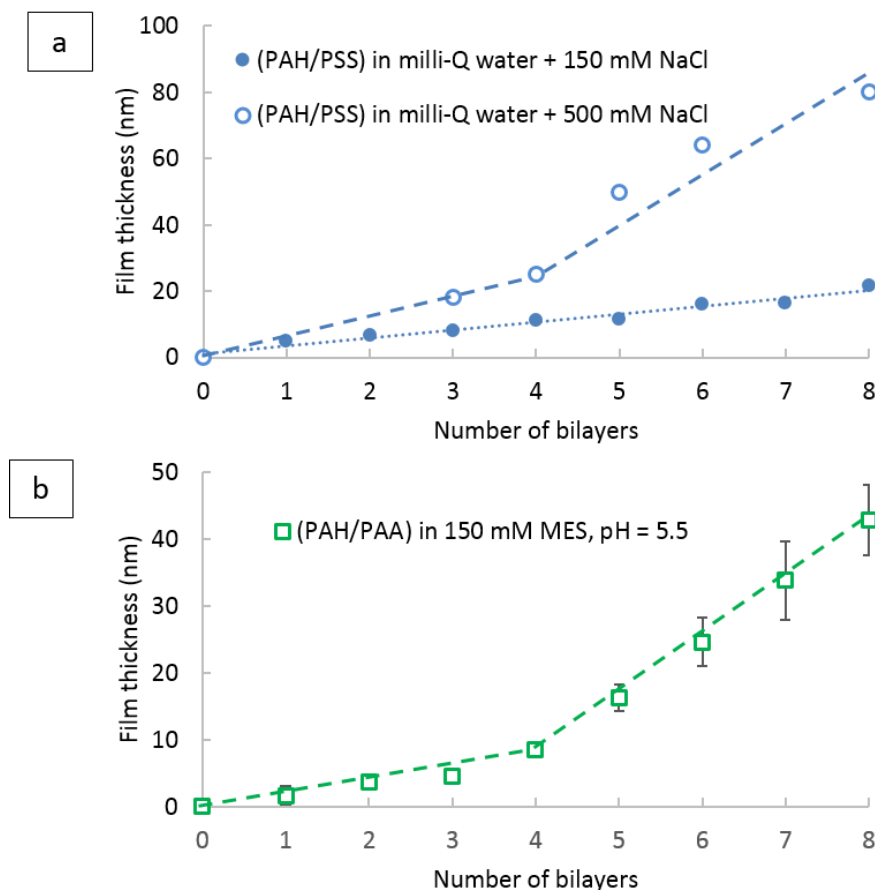 a
100
80
60
40
20
0
Film thickness (nm)
(PAH/PSS) in milli-Q water + 150 mM NaCl
(PAH/PSS) in milli-Q water + 500 mM NaCl
0 1 2 3 4 5 6 7 8
Number of bilayers
b
50
40
30
20
10
0
Film thickness (nm)
(PAH/PAA) in 150 mM MES, pH = 5.5
0 1 2 3 4 5 6 7 8
Number of bilayers